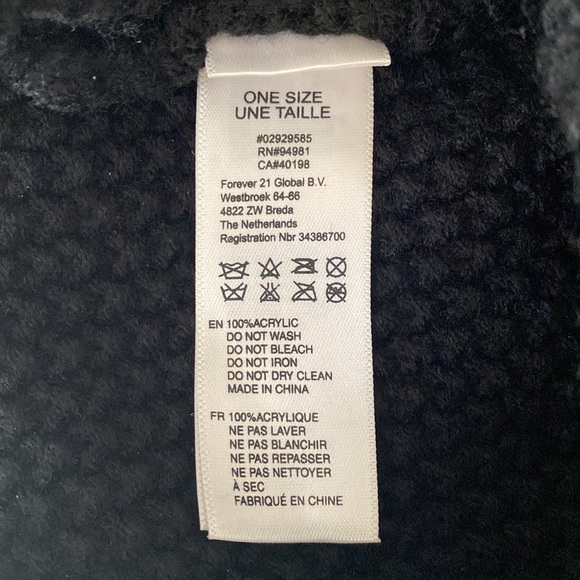 ONE SIZE
UNE TAILLE
#02929585
RN#94981
CA#40198
Forever 21 Global B.V.
Westbroek 64-66
4822 ZW Breda
The Netherlands
Registration Nbr 34386700
EN 100%ACRYLIC
DO NOT WASH
DO NOT BLEACH
DO NOT IRON
DO NOT DRY CLEAN
MADE IN CHINA
FR 100%ACRYLIQUE
NE PAS LAVER
NE PAS BLANCHIR
NE PAS REPASSER
NE PAS NETTOYER
À SEC
FABRIQUÉ EN CHINE